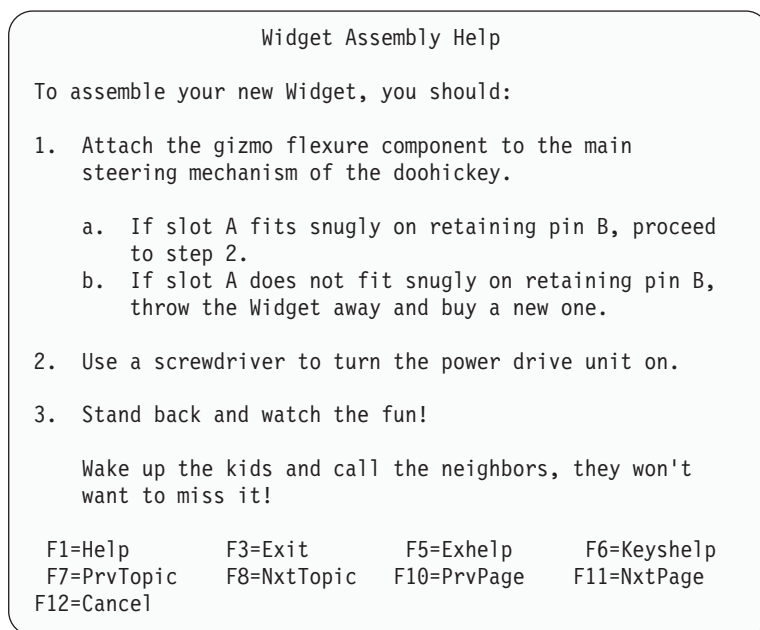 Widget Assembly Help
To assemble your new Widget, you should:
1. Attach the gizmo flexure component to the main
steering mechanism of the doohickey.
a. If slot A fits snugly on retaining pin B, proceed
to step 2.
b. If slot A does not fit snugly on retaining pin B,
throw the Widget away and buy a new one.
2. Use a screwdriver to turn the power drive unit on.
3. Stand back and watch the fun!
Wake up the kids and call the neighbors, they won't
want to miss it!
F1=Help F3=Exit F5=Exhelp F6=Keyshelp
F7=PrvTopic F8=NxtTopic F10=PrvPage F11=NxtPage
F12=Cancel